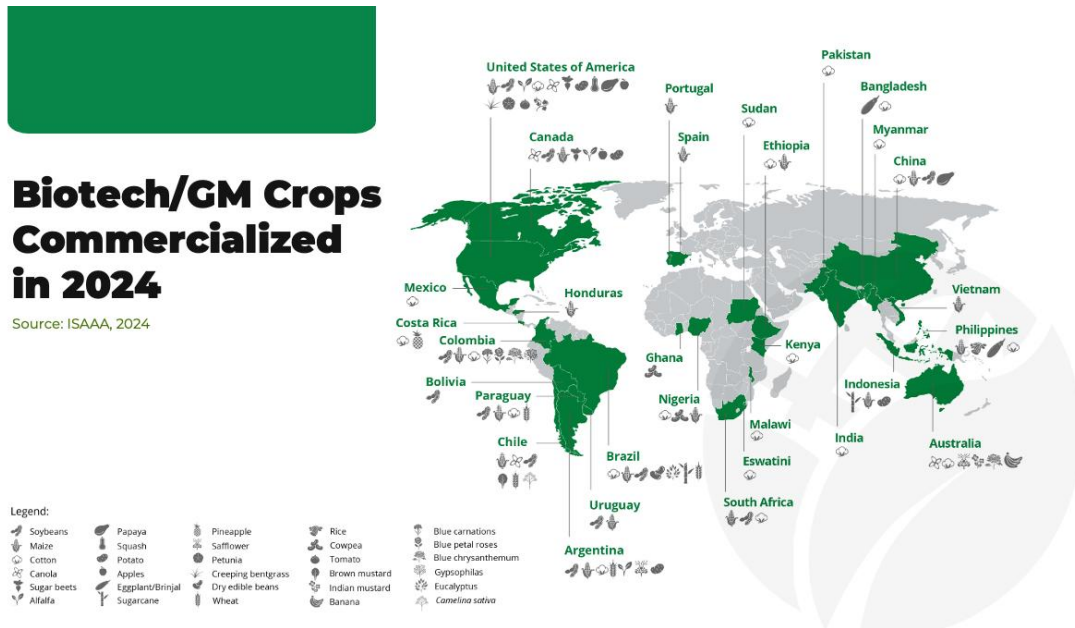 Biotech/GM Crops
Commercialized
in 2024
Source: ISAAA, 2024
United States of America
Canada
Portugal
Spain
Sudan
Ethiopia
Pakistan
Bangladesh
Myanmar
China
Mexico
Honduras
Costa Rica
Colombia
Bolivia
Paraguay
Chile
Brazil
Uruguay
Argentina
Ghana
Nigeria
Kenya
Malawi
Eswatini
South Africa
India
Indonesia
Vietnam
Philippines
Australia
Legend:
Soybeans
Maize
Cotton
Canola
Sugar beets
Alfalfa
Papaya
Squash
Potato
Apples
Eggplant/Brinjal
Sugarcane
Pineapple
Safflower
Petunia
Creeping bentgrass
Dry edible beans
Wheat
Rice
Cowpea
Tomato
Brown mustard
Indian mustard
Banana
Blue carnations
Blue petal roses
Blue chrysanthemum
Gypsophilas
Eucalyptus
Camelina sativa